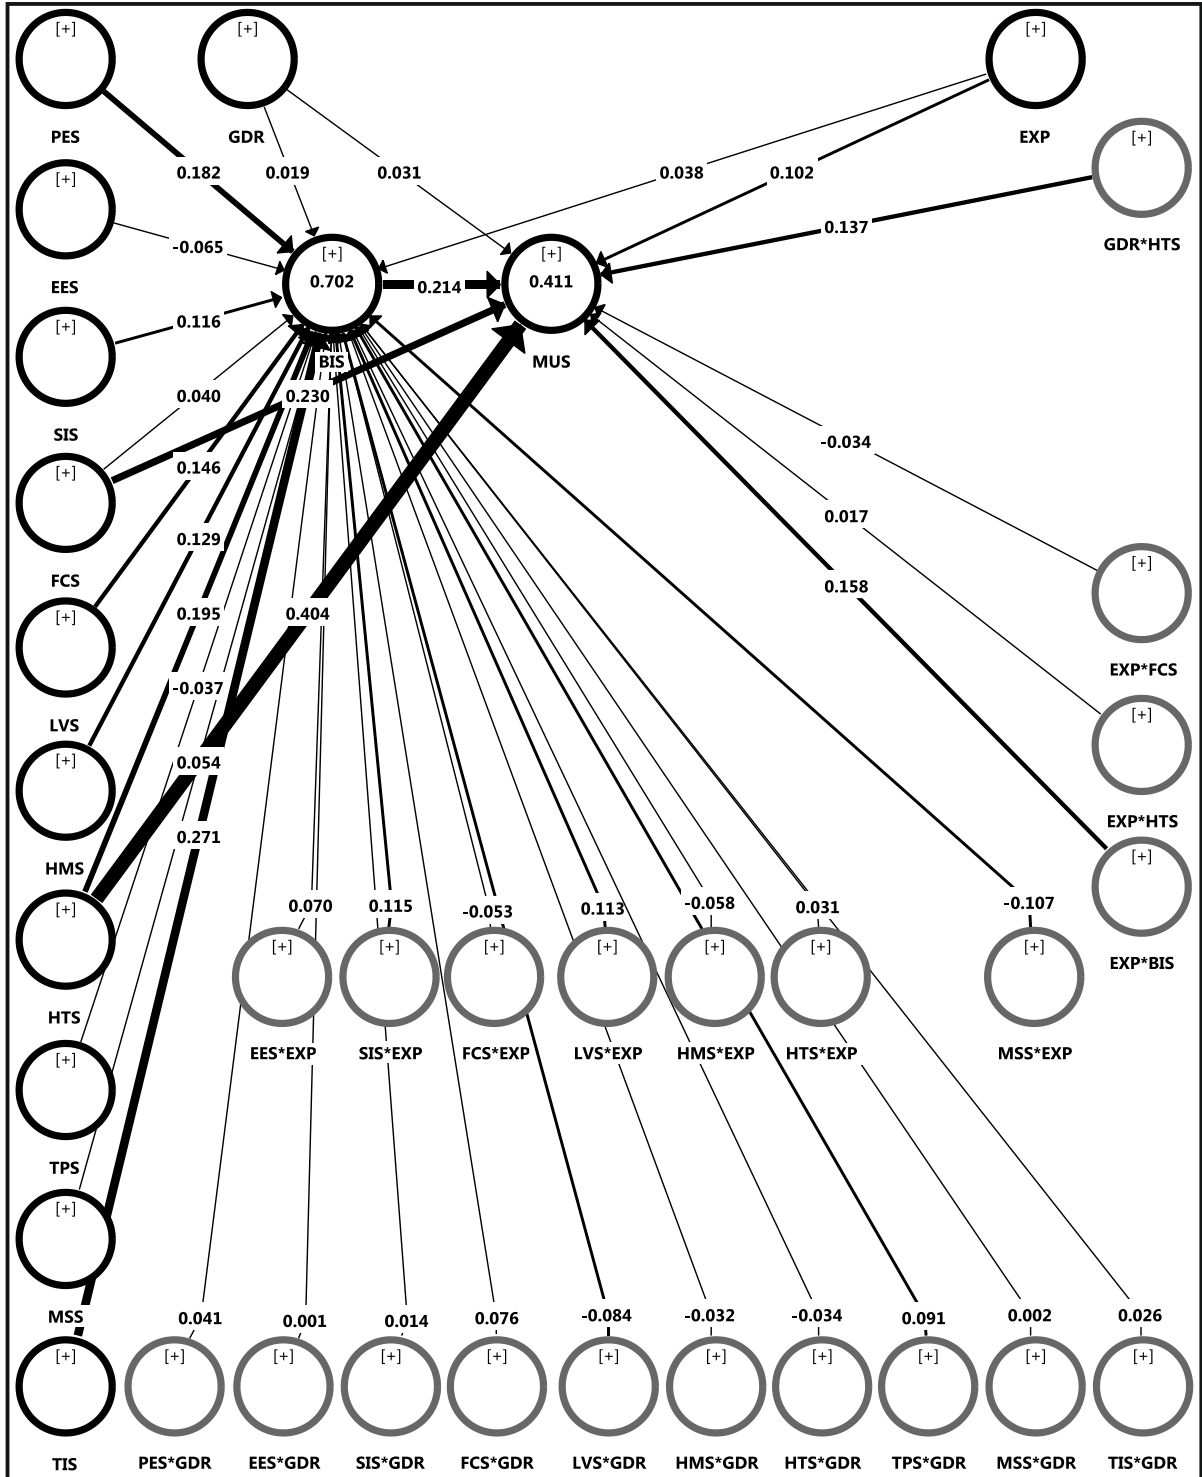 [+]
[+]
[+]
PES
GDR
EXP
[+]
[+]
0.182
0.019
0.031
0.038
0.102
0.137
GDR*HTS
-0.065
[+]
[+]
EES
0.702
0.214
0.411
[+]
0.116
BIS
MUS
0.040
0.230
SIS
-0.034
[+]
0.146
0.017
0.129
[+]
FCS
0.158
[+]
0.195
0.404
EXP*FCS
-0.037
[+]
LVS
[+]
0.054
EXP*HTS
0.271
[+]
HMS
[+]
0.070
0.115
-0.053
0.113
-0.058
0.031
-0.107
[+]
[+]
[+]
[+]
[+]
[+]
[+]
EXP*BIS
HTS
[+]
EES*EXP
SIS*EXP
FCS*EXP
LVS*EXP
HMS*EXP
HTS*EXP
MSS*EXP
TPS
[+]
MSS
0.041
0.001
0.014
0.076
-0.084
-0.032
-0.034
0.091
0.002
0.026
[+]
[+]
[+]
[+]
[+]
[+]
[+]
[+]
[+]
[+]
[+]
TIS
PES*GDR
EES*GDR
SIS*GDR
FCS*GDR
LVS*GDR
HMS*GDR
HTS*GDR
TPS*GDR
MSS*GDR
TIS*GDR